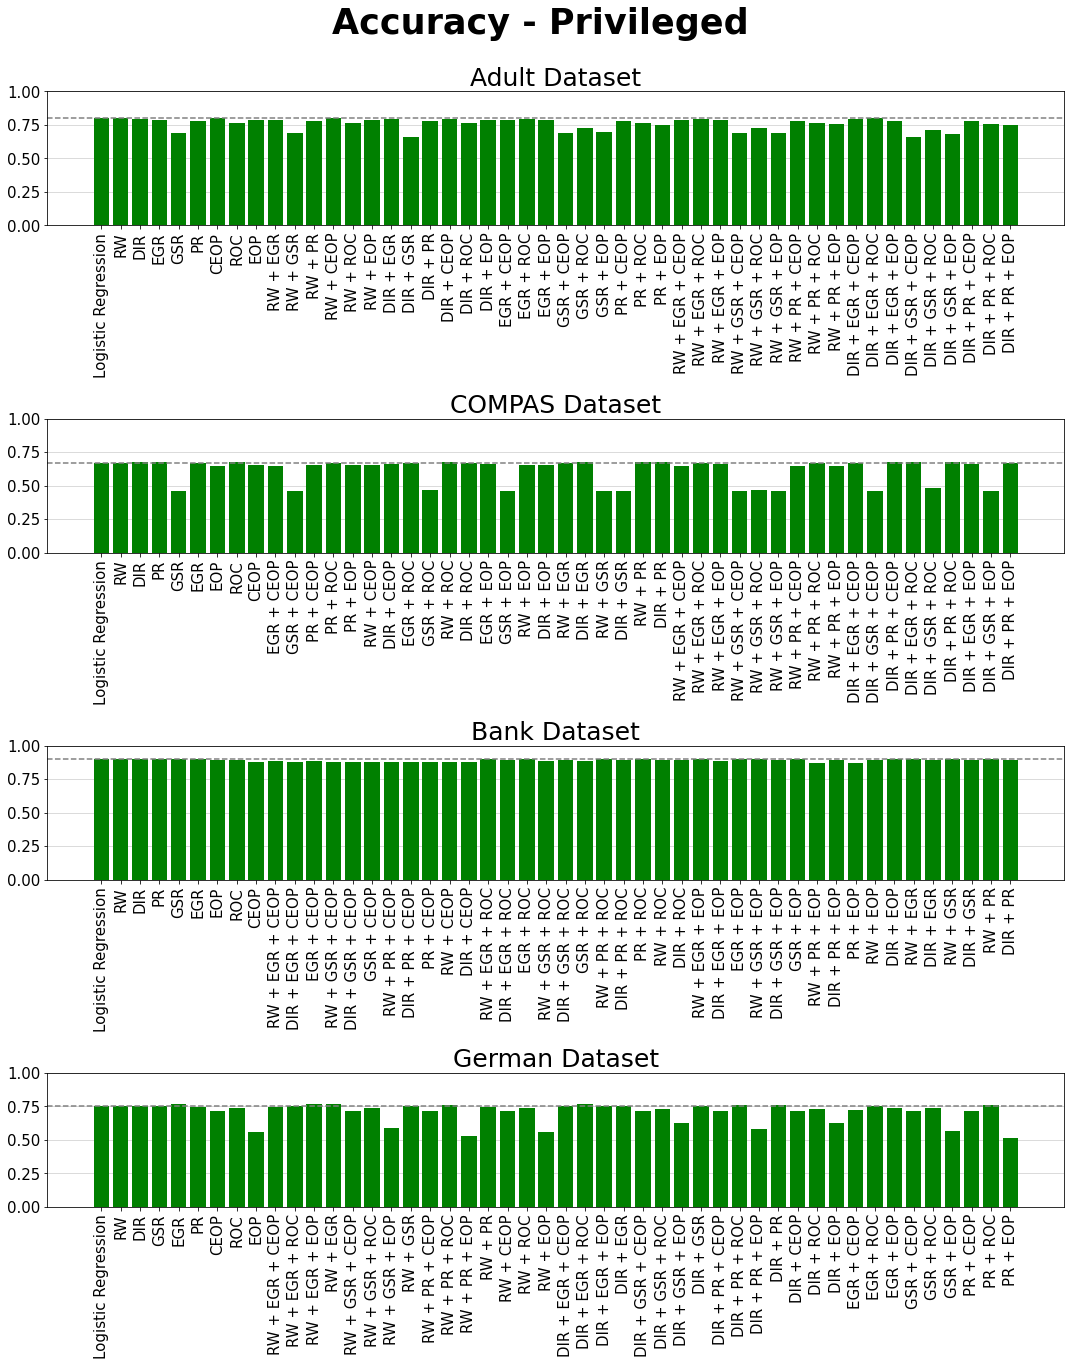 Accuracy - Privileged
Adult Dataset
1.00
0.75
0.50
0.25
0.00
Logistic Regression
RW
DIR
EGR
GSR
PR
CEOP
ROC
EOP
RW + EGR
RW + GSR
RW + PR
RW + CEOP
RW + ROC
RW + EOP
DIR + EGR
DIR + GSR
DIR + PR
DIR + CEOP
DIR + ROC
DIR + EOP
EGR + CEOP
EGR + ROC
EGR + EOP
GSR + CEOP
GSR + ROC
GSR + EOP
PR + CEOP
PR + ROC
PR + EOP
RW + EGR + CEOP
RW + EGR + ROC
RW + EGR + EOP
RW + GSR + CEOP
RW + GSR + ROC
RW + GSR + EOP
RW + PR + CEOP
RW + PR + ROC
RW + PR + EOP
DIR + EGR + CEOP
DIR + EGR + ROC
DIR + EGR + EOP
DIR + GSR + CEOP
DIR + GSR + ROC
DIR + GSR + EOP
DIR + PR + CEOP
DIR + PR + ROC
DIR + PR + EOP
COMPAS Dataset
1.00
0.75
0.50
0.25
0.00
Logistic Regression
RW
DIR
PR
GSR
EGR
EOP
ROC
CEOP
EGR + CEOP
GSR + CEOP
PR + CEOP
PR + ROC
PR + EOP
RW + CEOP
DIR + CEOP
EGR + ROC
GSR + ROC
RW + ROC
DIR + ROC
EGR + EOP
GSR + EOP
RW + EOP
DIR + EOP
RW + EGR
DIR + EGR
RW + GSR
DIR + GSR
RW + PR
DIR + PR
RW + EGR + CEOP
RW + EGR + ROC
RW + EGR + EOP
RW + GSR + CEOP
RW + GSR + ROC
RW + GSR + EOP
RW + PR + CEOP
RW + PR + ROC
RW + PR + EOP
DIR + EGR + CEOP
DIR + GSR + CEOP
DIR + PR + CEOP
DIR + EGR + ROC
DIR + GSR + ROC
DIR + PR + ROC
DIR + EGR + EOP
DIR + GSR + EOP
DIR + PR + EOP
Bank Dataset
1.00
0.75
0.50
0.25
0.00
Logistic Regression
RW
DIR
PR
GSR
EGR
EOP
ROC
CEOP
RW + EGR + CEOP
DIR + EGR + CEOP
EGR + CEOP
RW + GSR + CEOP
DIR + GSR + CEOP
GSR + CEOP
RW + PR + CEOP
DIR + PR + CEOP
PR + CEOP
RW + CEOP
DIR + CEOP
RW + EGR + ROC
DIR + EGR + ROC
EGR + ROC
RW + GSR + ROC
DIR + GSR + ROC
GSR + ROC
RW + PR + ROC
DIR + PR + ROC
PR + ROC
RW + ROC
DIR + ROC
RW + EGR + EOP
DIR + EGR + EOP
EGR + EOP
RW + GSR + EOP
DIR + GSR + EOP
GSR + EOP
RW + PR + EOP
DIR + PR + EOP
PR + EOP
RW + EOP
DIR + EOP
RW + EGR
DIR + EGR
RW + GSR
DIR + GSR
RW + PR
DIR + PR
German Dataset
1.00
0.75
0.50
0.25
0.00
Logistic Regression
RW
DIR
GSR
EGR
PR
CEOP
ROC
EOP
RW + EGR + CEOP
RW + EGR + ROC
RW + EGR + EOP
RW + EGR
RW + GSR + CEOP
RW + GSR + ROC
RW + GSR + EOP
RW + GSR
RW + PR + CEOP
RW + PR + ROC
RW + PR + EOP
RW + PR
RW + CEOP
RW + ROC
RW + EOP
DIR + EGR + CEOP
DIR + EGR + ROC
DIR + EGR + EOP
DIR + EGR
DIR + GSR + CEOP
DIR + GSR + ROC
DIR + GSR + EOP
DIR + GSR
DIR + PR + CEOP
DIR + PR + ROC
DIR + PR + EOP
DIR + PR
DIR + CEOP
DIR + ROC
DIR + EOP
EGR + CEOP
EGR + ROC
EGR + EOP
GSR + CEOP
GSR + ROC
GSR + EOP
PR + CEOP
PR + ROC
PR + EOP